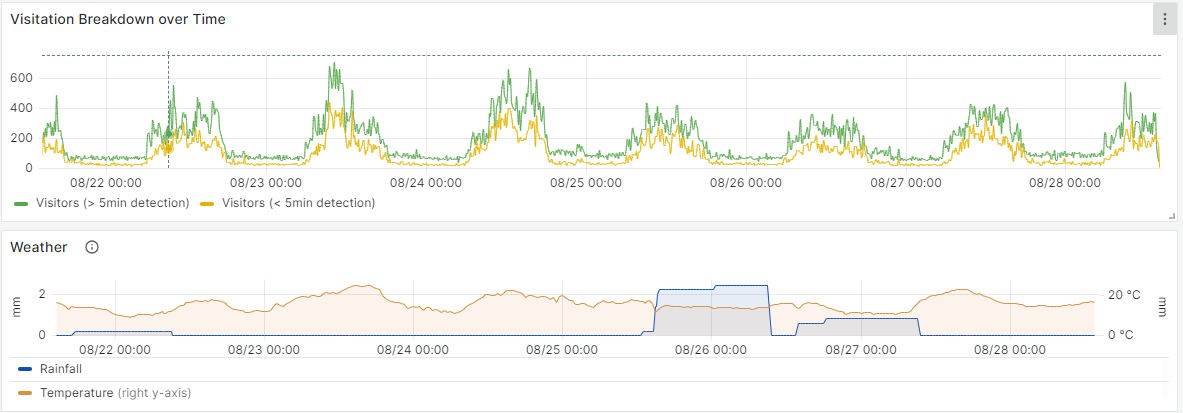 Visitation Breakdown over Time
600
400
200
0
08/22 00:00 08/23 00:00 08/24 00:00 08/25 00:00 08/26 00:00 08/27 00:00 08/28 00:00
Visitors (> 5min detection) Visitors (< 5min detection)
Weather
mm
2
0
20 °C
0 °C
mm
08/22 00:00 08/23 00:00 08/24 00:00 08/25 00:00 08/26 00:00 08/27 00:00 08/28 00:00
Rainfall
Temperature (right y-axis)